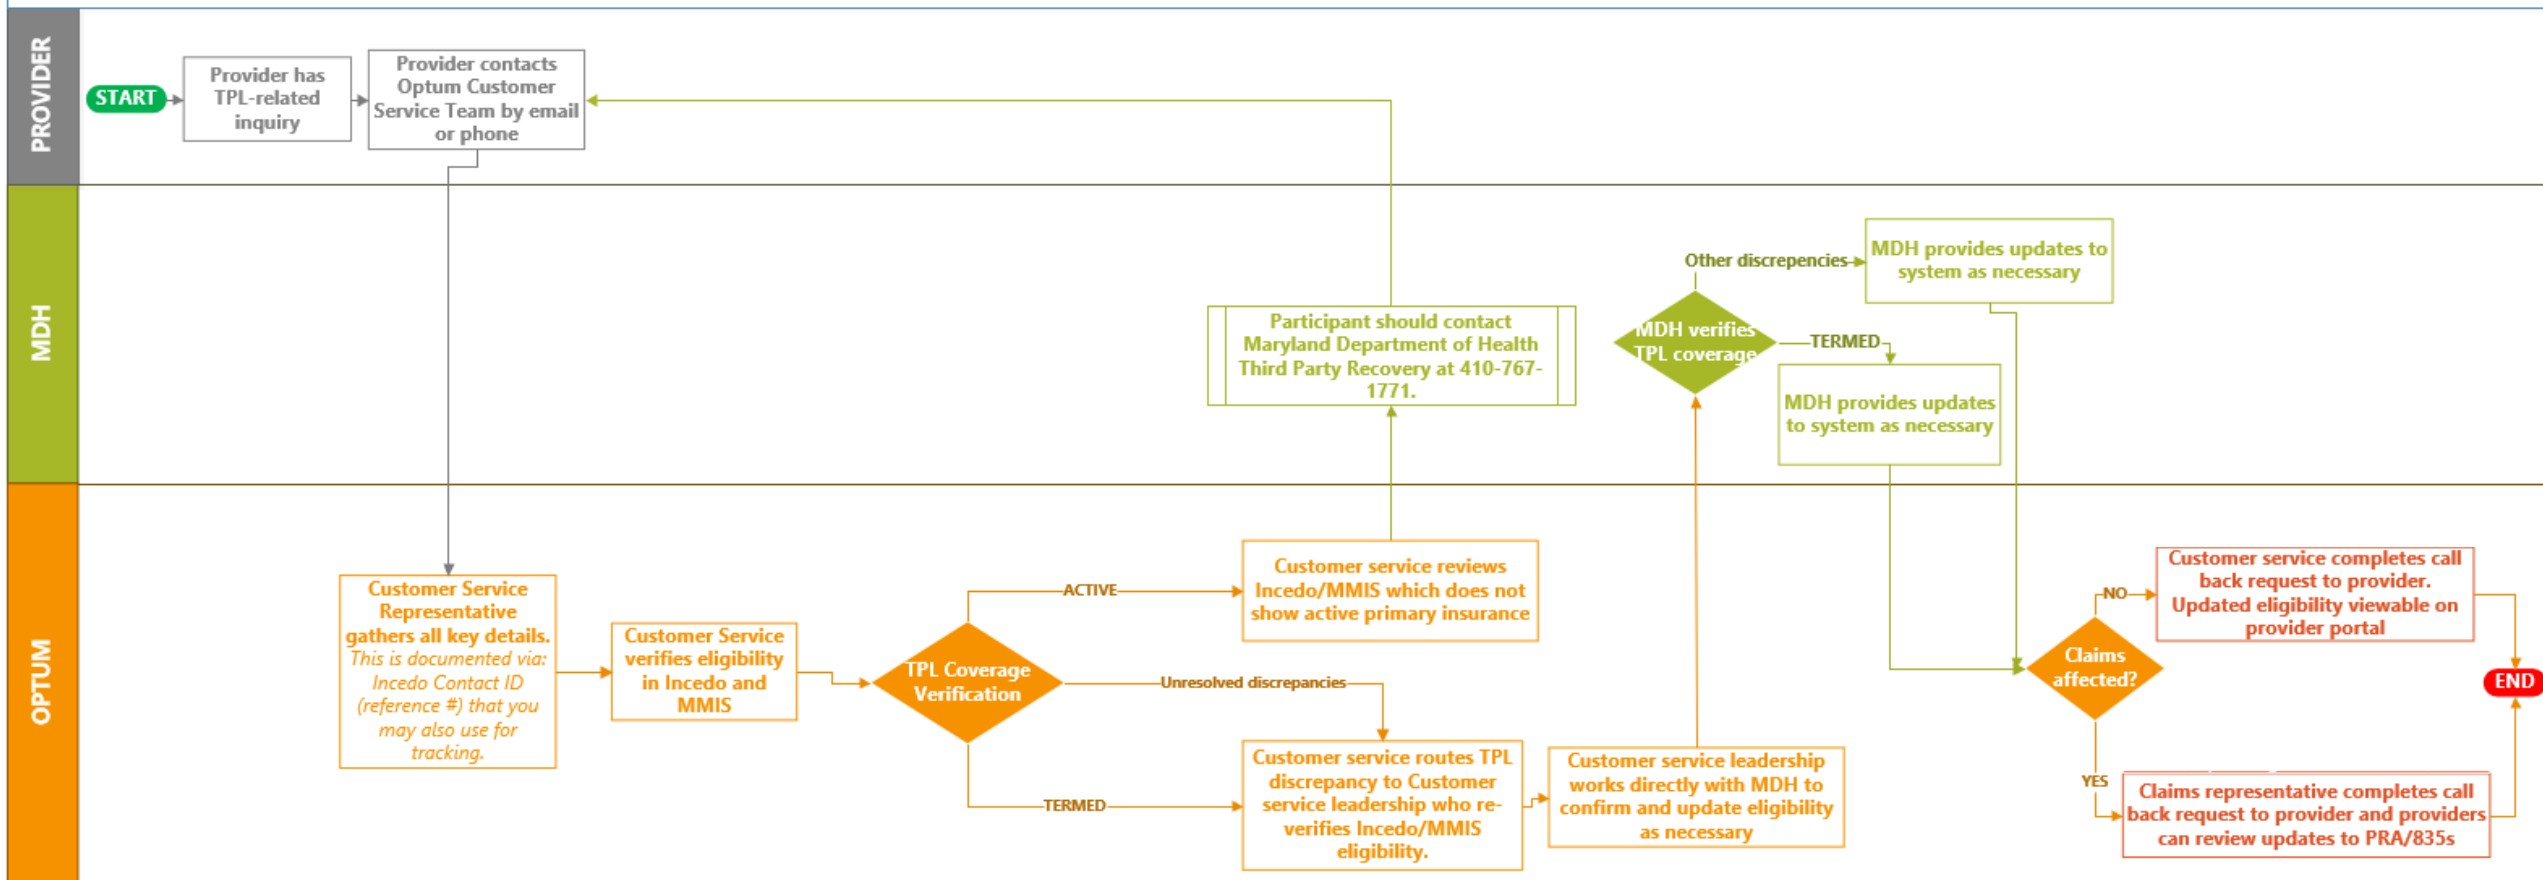 PROVIDER
START
Provider has
TPL-related
inquiry
Provider contacts
Optum Customer
Service Team by email
or phone
MDH
Participant should contact
Maryland Department of Health
Third Party Recovery at 410-767-
1771.
Other discrepencies
MDH verifies
TPL coverage
TERMED
MDH provides updates to
system as necessary
MDH provides updates
to system as necessary
OPTUM
Customer Service
Representative
gathers all key details.
This is documented via:
Incedo Contact ID
(reference #) that you
may also use for
tracking.
Customer Service
verifies eligibility
in Incedo and
MMIS
TPL Coverage
Verification
ACTIVE
Customer service reviews
Incedo/MMIS which does not
show active primary insurance
Unresolved discrepancies
TERMED
Customer service routes TPL
discrepancy to Customer
service leadership who re-
verifies Incedo/MMIS
eligibility.
Customer service leadership
works directly with MDH to
confirm and update eligibility
as necessary
Claims
affected?
NO
Customer service completes call
back request to provider.
Updated eligibility viewable on
provider portal
YES
Claims representative completes call
back request to provider and providers
can review updates to PRA/835s
END